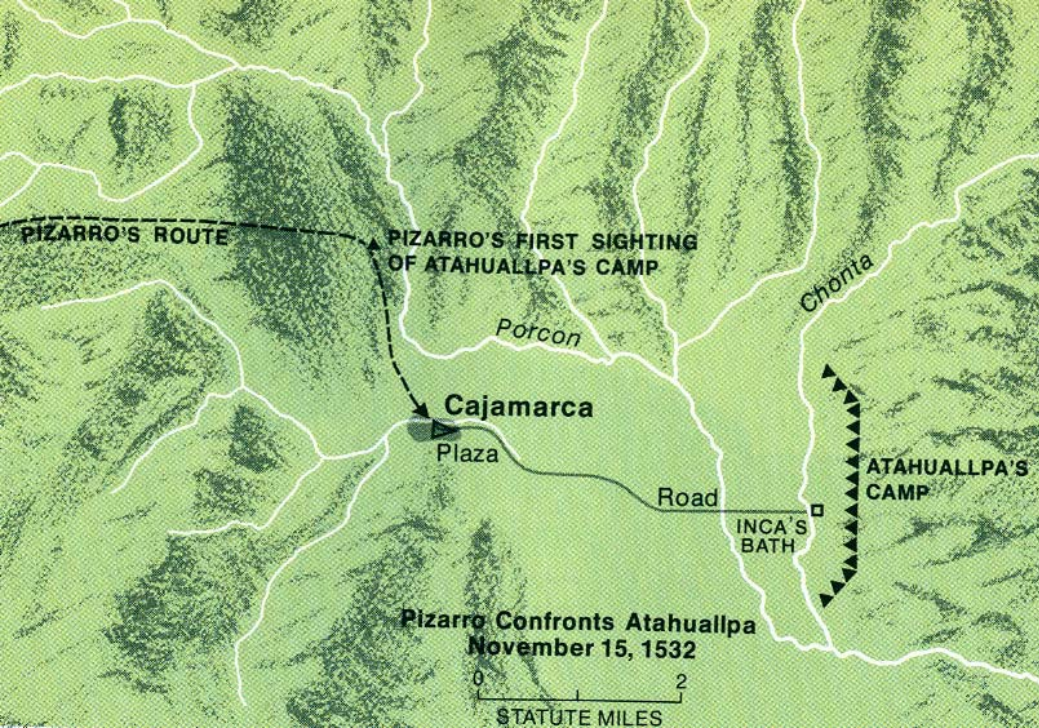 PIZARRO'S ROUTE
PIZARRO'S FIRST SIGHTING
OF ATAHUALLPA'S CAMP
Chonta
Porcon
Cajamarca
Plaza
ATAHUALLPA'S
CAMP
Road
INCA'S
BATH
Pizarro Confronts Atahuallpa
November 15, 1532
0 2
STATUTE MILES